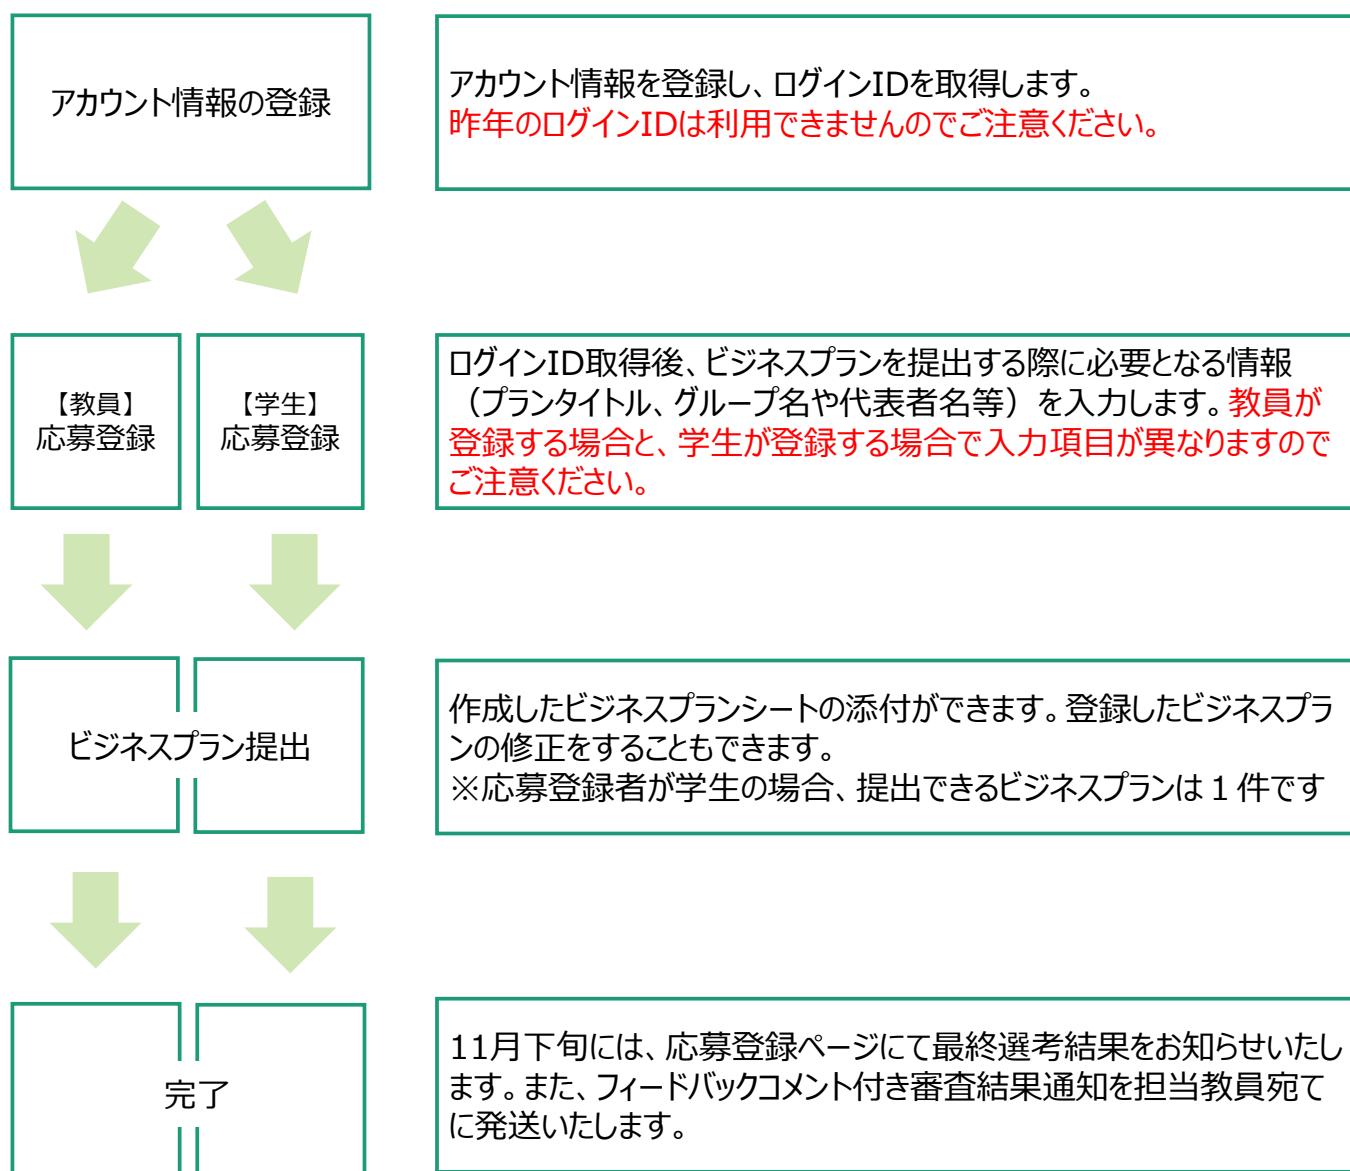 アカウント情報の登録
アカウント情報を登録し、ログインIDを取得します。
昨年のログインIDは利用できませんのでご注意ください。
【教員】
応募登録
【学生】
応募登録
ログインID取得後、ビジネスプランを提出する際に必要となる情報
（プランタイトル、グループ名や代表者名等）を入力します。教員が
登録する場合と、学生が登録する場合で入力項目が異なりますので
ご注意ください。
ビジネスプラン提出
作成したビジネスプランシートの添付ができます。登録したビジネスプラ
ンの修正をすることもできます。
※応募登録者が学生の場合、提出できるビジネスプランは１件です
完了
11月下旬には、応募登録ページにて最終選考結果をお知らせいたし
ます。また、フィードバックコメント付き審査結果通知を担当教員宛て
に発送いたします。